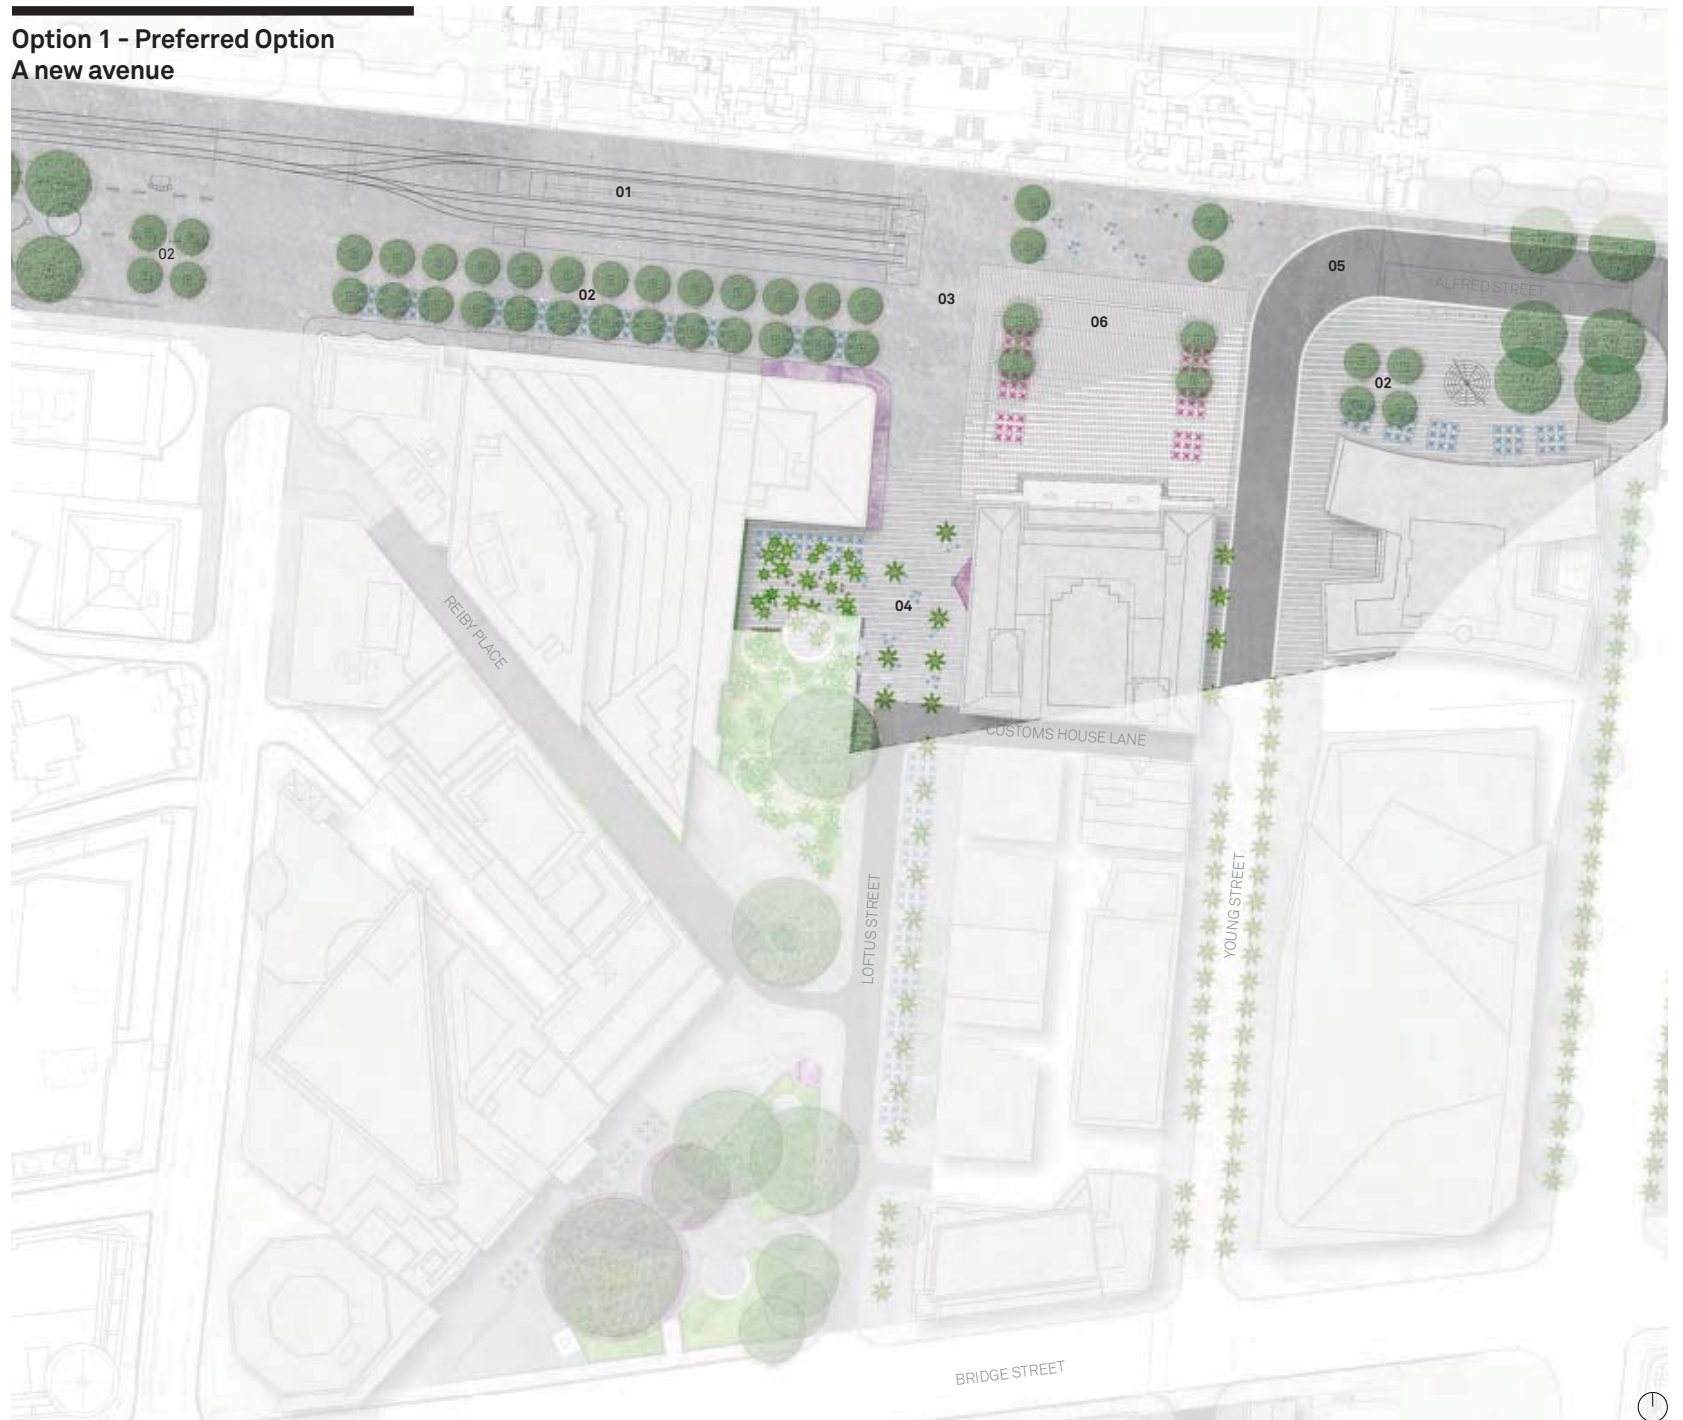 Option 1 - Preferred Option
A new avenue
01
02
02
03
04
05
ALFRED STREET
06
02
REIBY PLACE
CUSTOMS HOUSE LANE
LOFTUS STREET
YOUNG STREET
BRIDGE STREET